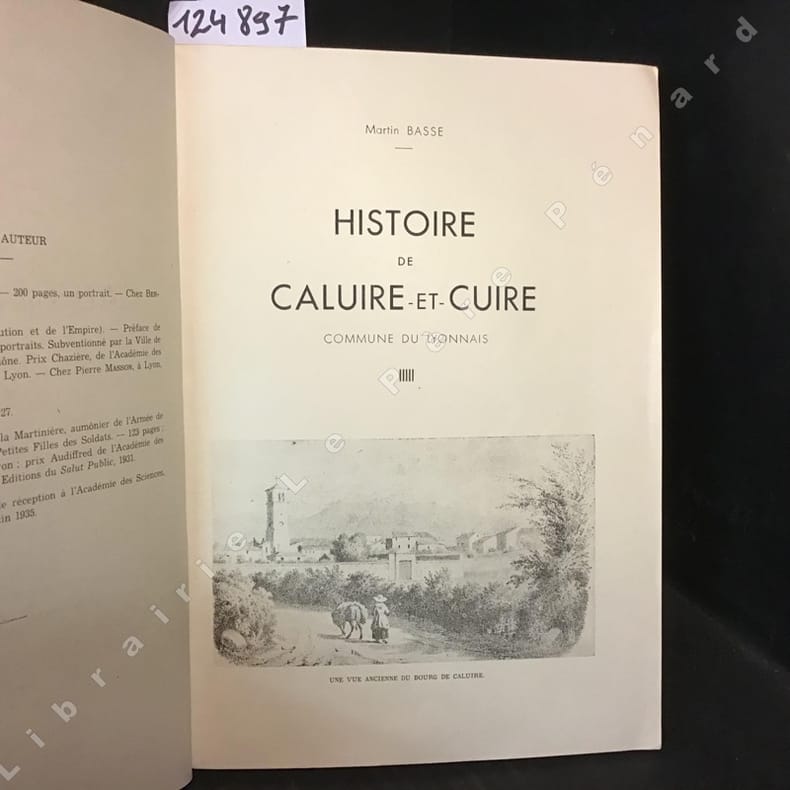 124 897
AUTEUR
— 200 pages, un portrait. — Chez BER-
ution et de l'Empire). — Préface de
portraits. Subventionné par la Ville de
ône. Prix Chazière, de l'Académie des
Lyon. — Chez Pierre MASSON, à Lyon,
27.
la Martinière, aumônier de l'Armée de
Petites Filles des Soldats. — 123 pages ;
on ; prix Audiffred de l'Académie des
Editions du Salut Public, 1931.
e réception à l'Académie des Sciences,
in 1935.
Martin BASSE
HISTOIRE
DE
CALUIRE-ET-CUIRE
COMMUNE DU LYONNAIS
UNE VUE ANCIENNE DU BOURG DE CALUIRE.
Librairie Le Père Pénard